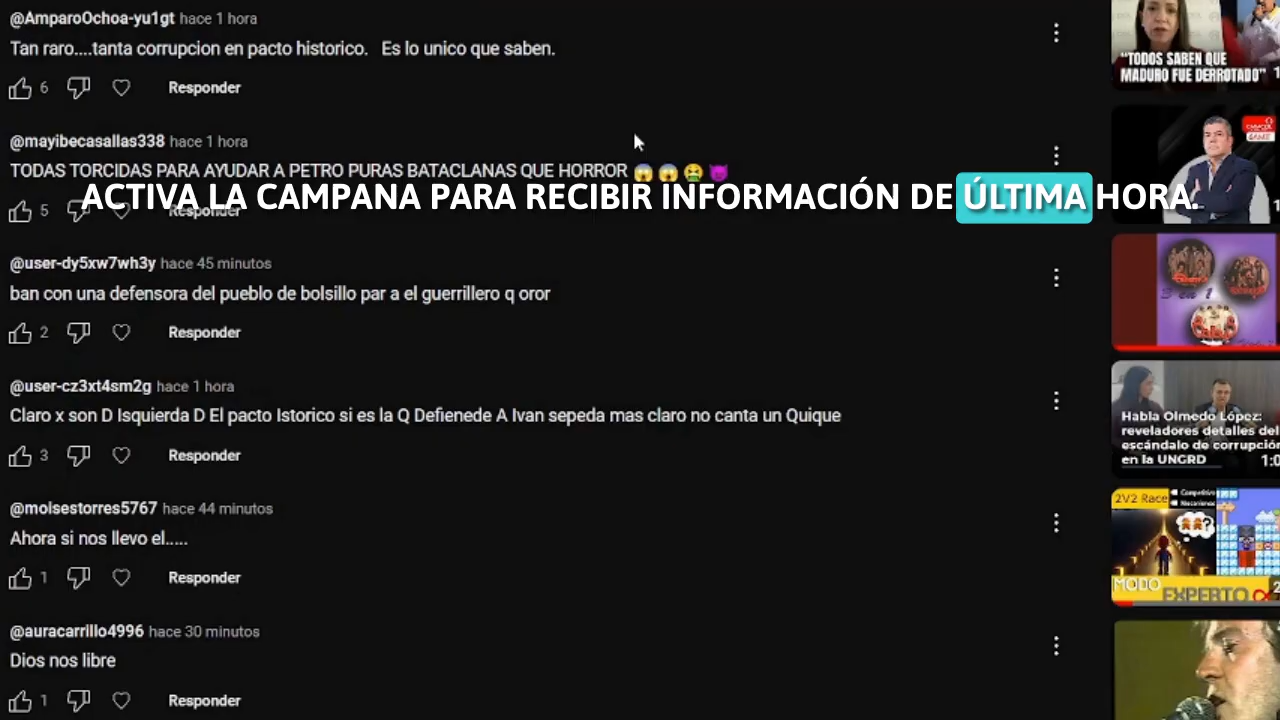 @AmparoOchoa-yu1gt hace 1 hora
Tan raro....tanta corrupcion en pacto historico. Es lo unico que saben.
6 Responder
@mayibecasallas338 hace 1 hora
TODAS TORCIDAS PARA AYUDAR A PETRO PURAS BATACLANAS QUE HORROR 😱 😱 🤮 👿
ACTIVA LA CAMPANA PARA RECIBIR INFORMACIÓN DE ÚLTIMA HORA.
5 Responder
@user-dy5xw7wh3y hace 45 minutos
ban con una defensora del pueblo de bolsillo par a el guerrillero q oror
2 Responder
@user-cz3xt4sm2g hace 1 hora
Claro x son D Isquierda D El pacto Istorico si es la Q Defienede A Ivan sepeda mas claro no canta un Quique
3 Responder
@moisestorres5767 hace 44 minutos
Ahora si nos llevo el.....
1 Responder
@auracarrillo4996 hace 30 minutos
Dios nos libre
1 Responder
“TODOS SABEN QUE
MADURO FUE DERROTADO”
3 en 1
Habla Olmedo López:
reveladores detalles del
escándalo de corrupción
en la UNGRD
1:0
2V2 Race
MODO
EXPERTO